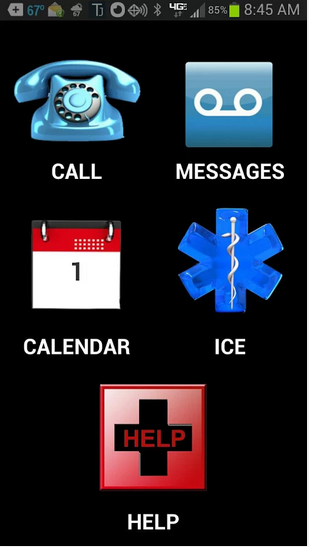 67° 4G 85% 8:45 AM
CALL
MESSAGES
1
CALENDAR
ICE
HELP
HELP